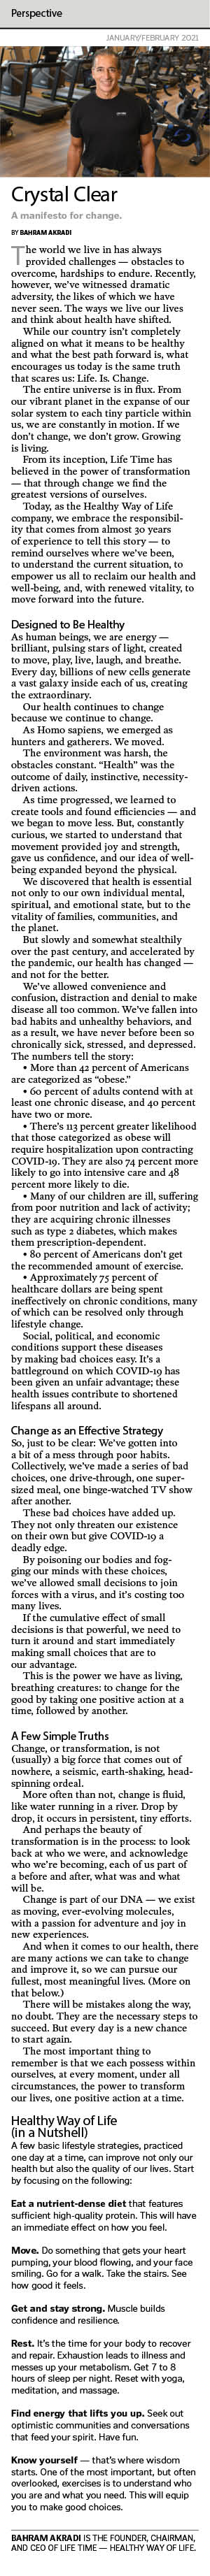 Perspective
JANUARY/FEBRUARY 2021
Crystal Clear
A manifesto for change.
BY BAHRAM AKRADI
The world we live in has always
provided challenges — obstacles to
overcome, hardships to endure. Recently,
however, we've witnessed dramatic
adversity, the likes of which we have
never seen. The ways we live our lives
and think about health have shifted.
While our country isn't completely
aligned on what it means to be healthy
and what the best path forward is, what
encourages us today is the same truth
that scares us: Life. Is. Change.
The entire universe is in flux. From
our vibrant planet in the expanse of our
solar system to each tiny particle within
us, we are constantly in motion. If we
don't change, we don't grow. Growing
is living.
From its inception, Life Time has
believed in the power of transformation
— that through change we find the
greatest versions of ourselves.
Today, as the Healthy Way of Life
company, we embrace the responsibil-
ity that comes from almost 30 years
of experience to tell this story — to
remind ourselves where we've been,
to understand the current situation, to
empower us all to reclaim our health and
well-being, and, with renewed vitality, to
move forward into the future.
Designed to Be Healthy
As human beings, we are energy —
brilliant, pulsing stars of light, created
to move, play, live, laugh, and breathe.
Every day, billions of new cells generate
a vast galaxy inside each of us, creating
the extraordinary.
Our health continues to change
because we continue to change.
As Homo sapiens, we emerged as
hunters and gatherers. We moved.
The environment was harsh, the
obstacles constant. "Health" was the
outcome of daily, instinctive, necessity-
driven actions.
As time progressed, we learned to
create tools and found efficiencies — and
we began to move less. But, constantly
curious, we started to understand that
movement provided joy and strength,
gave us confidence, and our idea of well-
being expanded beyond the physical.
We discovered that health is essential
not only to our own individual mental,
spiritual, and emotional state, but to the
vitality of families, communities, and
the planet.
But slowly and somewhat stealthily
over the past century, and accelerated by
the pandemic, our health has changed —
and not for the better.
We've allowed convenience and
confusion, distraction and denial to make
disease all too common. We've fallen into
bad habits and unhealthy behaviors, and
as a result, we have never before been so
chronically sick, stressed, and depressed.
The numbers tell the story:
• More than 42 percent of Americans
are categorized as "obese."
• 60 percent of adults contend with at
least one chronic disease, and 40 percent
have two or more.
• There's 113 percent greater likelihood
that those categorized as obese will
require hospitalization upon contracting
COVID-19. They are also 74 percent more
likely to go into intensive care and 48
percent more likely to die.
• Many of our children are ill, suffering
from poor nutrition and lack of activity;
they are acquiring chronic illnesses
such as type 2 diabetes, which makes
them prescription-dependent.
• 80 percent of Americans don't get
the recommended amount of exercise.
• Approximately 75 percent of
healthcare dollars are being spent
ineffectively on chronic conditions, many
of which can be resolved only through
lifestyle change.
Social, political, and economic
conditions support these diseases
by making bad choices easy. It's a
battleground on which COVID-19 has
been given an unfair advantage; these
health issues contribute to shortened
lifespans all around.
Change as an Effective Strategy
So, just to be clear: We've gotten into
a bit of a mess through poor habits.
Collectively, we've made a series of bad
choices, one drive-through, one super-
sized meal, one binge-watched TV show
after another.
These bad choices have added up.
They not only threaten our existence
on their own but give COVID-19 a
deadly edge.
By poisoning our bodies and fog-
ging our minds with these choices,
we've allowed small decisions to join
forces with a virus, and it's costing too
many lives.
If the cumulative effect of small
decisions is that powerful, we need to
turn it around and start immediately
making small choices that are to
our advantage.
This is the power we have as living,
breathing creatures: to change for the
good by taking one positive action at a
time, followed by another.
A Few Simple Truths
Change, or transformation, is not
(usually) a big force that comes out of
nowhere, a seismic, earth-shaking, head-
spinning ordeal.
More often than not, change is fluid,
like water running in a river. Drop by
drop, it occurs in persistent, tiny efforts.
And perhaps the beauty of
transformation is in the process: to look
back at who we were, and acknowledge
who we're becoming, each of us part of
a before and after, what was and what
will be.
Change is part of our DNA — we exist
as moving, ever-evolving molecules,
with a passion for adventure and joy in
new experiences.
And when it comes to our health, there
are many actions we can take to change
and improve it, so we can pursue our
fullest, most meaningful lives. (More on
that below.)
There will be mistakes along the way,
no doubt. They are the necessary steps to
succeed. But every day is a new chance
to start again.
The most important thing to
remember is that we each possess within
ourselves, at every moment, under all
circumstances, the power to transform
our lives, one positive action at a time.
Healthy Way of Life
(in a Nutshell)
A few basic lifestyle strategies, practiced
one day at a time, can improve not only our
health but also the quality of our lives. Start
by focusing on the following:
Eat a nutrient-dense diet that features
sufficient high-quality protein. This will have
an immediate effect on how you feel.
Move. Do something that gets your heart
pumping, your blood flowing, and your face
smiling. Go for a walk. Take the stairs. See
how good it feels.
Get and stay strong. Muscle builds
confidence and resilience.
Rest. It's the time for your body to recover
and repair. Exhaustion leads to illness and
messes up your metabolism. Get 7 to 8
hours of sleep per night. Reset with yoga,
meditation, and massage.
Find energy that lifts you up. Seek out
optimistic communities and conversations
that feed your spirit. Have fun.
Know yourself — that's where wisdom
starts. One of the most important, but often
overlooked, exercises is to understand who
you are and what you need. This will equip
you to make good choices.
BAHRAM AKRADI IS THE FOUNDER, CHAIRMAN,
AND CEO OF LIFE TIME — HEALTHY WAY OF LIFE.